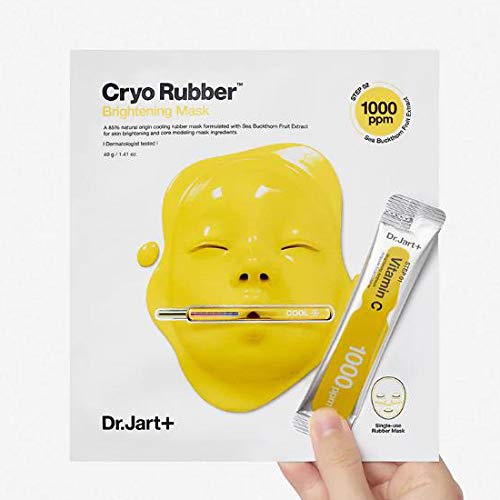 Cryo Rubber™
Brightening Mask
A 85% natural origin cooling rubber mask formulated with Sea Buckthorn Fruit Extract
for skin brightening and core modeling mask ingredients.
! Dermatologist tested !
40 g / 1.41 oz.
STEP 02
1000
ppm
Sea Buckthorn Fruit Extract
COOL
Dr.Jart+
STEP 01
Vitamin C
1000 ppm
Dr.Jart+
Single-use
Rubber Mask